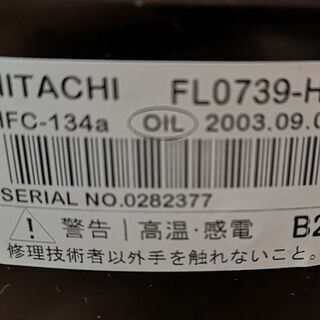 HITACHI FL0739-H
HFC-134a OIL 2003.09.0
SERIAL NO.0282377
! 警告 | 高温・感電 B2
修理技術者以外手を触れないこと。